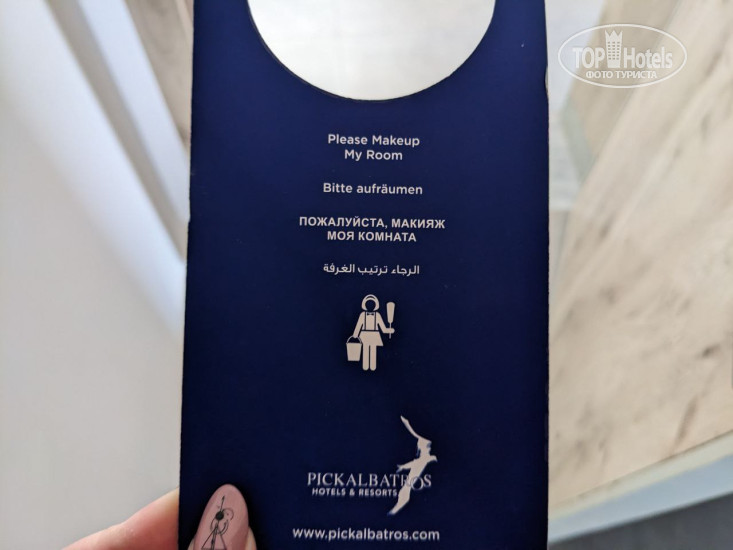 TOP Hotels
ФОТО ТУРИСТА
Please Makeup
My Room
Bitte aufräumen
ПОЖАЛУЙСТА, МАКИЯЖ
МОЯ КОМНАТА
الرجاء ترتيب الغرفة
PICKALBATROS
HOTELS & RESORTS
www.pickalbatros.com